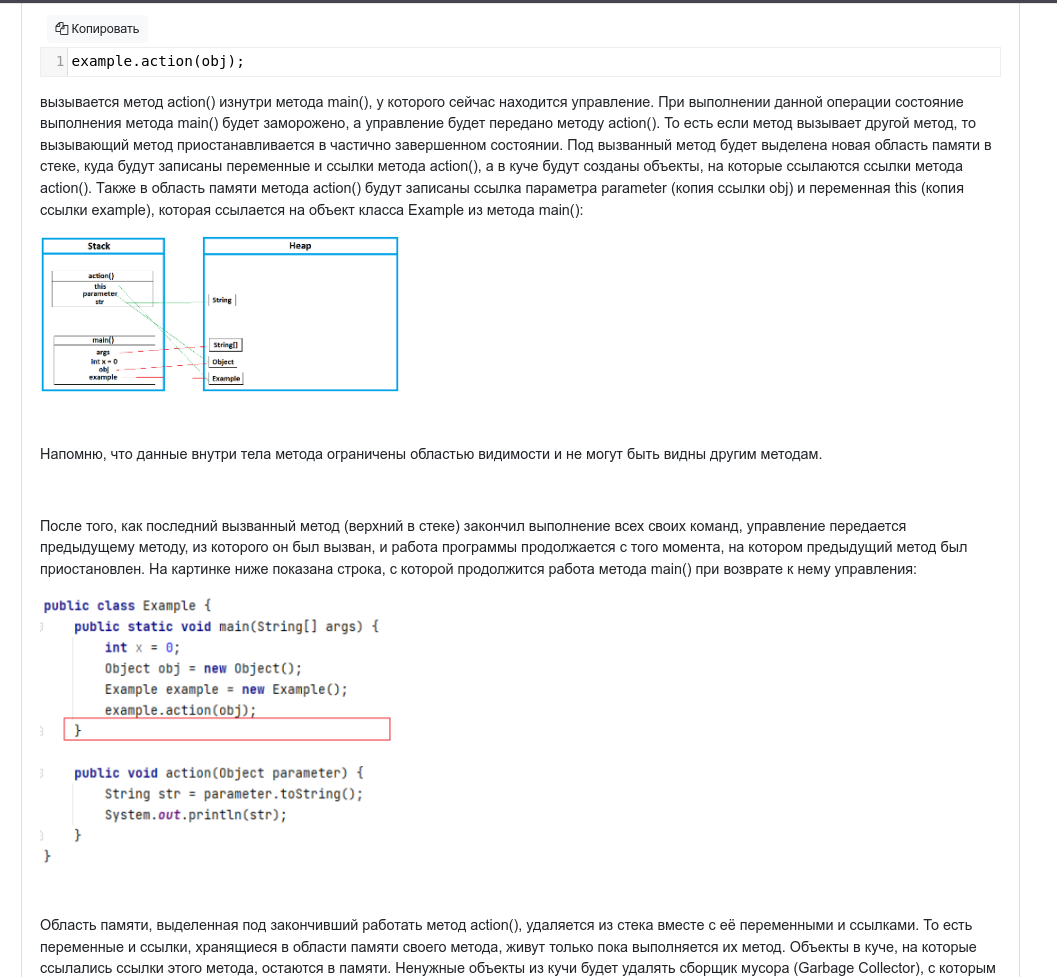 Копировать
1 example.action(obj);
вызывается метод action() изнутри метода main(), у которого сейчас находится управление. При выполнении данной операции состояние
выполнения метода main() будет заморожено, а управление будет передано методу action(). То есть если метод вызывает другой метод, то
вызывающий метод приостанавливается в частично завершенном состоянии. Под вызванный метод будет выделена новая область памяти в
стеке, куда будут записаны переменные и ссылки метода action(), а в куче будут созданы объекты, на которые ссылаются ссылки метода
action(). Также в область памяти метода action() будут записаны ссылка параметра parameter (копия ссылки obj) и переменная this (копия
ссылки example), которая ссылается на объект класса Example из метода main():
Stack
action()
this
parameter
str
main()
args
int x = 0
obj
example
Heap
String
String[]
Object
Example
Напомню, что данные внутри тела метода ограничены областью видимости и не могут быть видны другим методам.
После того, как последний вызванный метод (верхний в стеке) закончил выполнение всех своих команд, управление передается
предыдущему методу, из которого он был вызван, и работа программы продолжается с того момента, на котором предыдущий метод был
приостановлен. На картинке ниже показана строка, с которой продолжится работа метода main() при возврате к нему управления:
public class Example {
public static void main(String[] args) {
int x = 0;
Object obj = new Object();
Example example = new Example();
example.action(obj);
}
public void action(Object parameter) {
String str = parameter.toString();
System.out.println(str);
}
}
Область памяти, выделенная под закончивший работать метод action(), удаляется из стека вместе с её переменными и ссылками. То есть
переменные и ссылки, хранящиеся в области памяти своего метода, живут только пока выполняется их метод. Объекты в куче, на которые
ссылались ссылки этого метода, остаются в памяти. Ненужные объекты из кучи будет удалять сборщик мусора (Garbage Collector), с которым